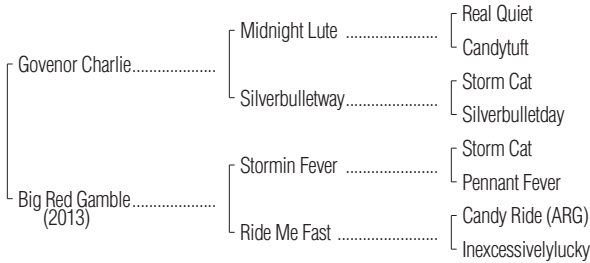 Real Quiet
Midnight Lute ....................
Candytuft
Govenor Charlie..................
Storm Cat
Silverbulletway....................
Silverbulletday
Storm Cat
Stormin Fever ....................
Pennant Fever
Big Red Gamble..................
(2013)
Candy Ride (ARG)
Ride Me Fast ......................
Inexcessivelylucky